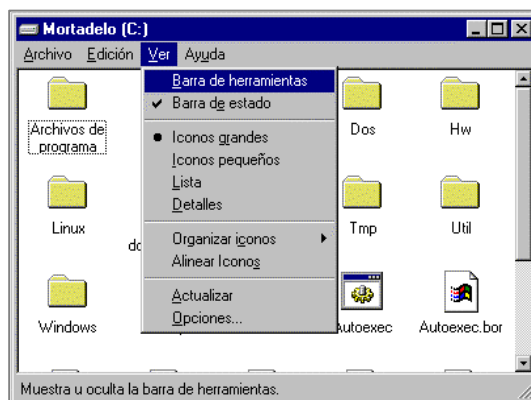 Mortadelo (C:)
Archivo Edición Ver Ayuda
Barra de herramientas
Barra de estado
Iconos grandes
Iconos pequeños
Lista
Detalles
Organizar iconos
Alinear Iconos
Actualizar
Opciones...
Archivos de
programa
Dos
Hw
Linux
do
Tmp
Util
Windows
Autoexec
Autoexec.bor
Muestra u oculta la barra de herramientas.